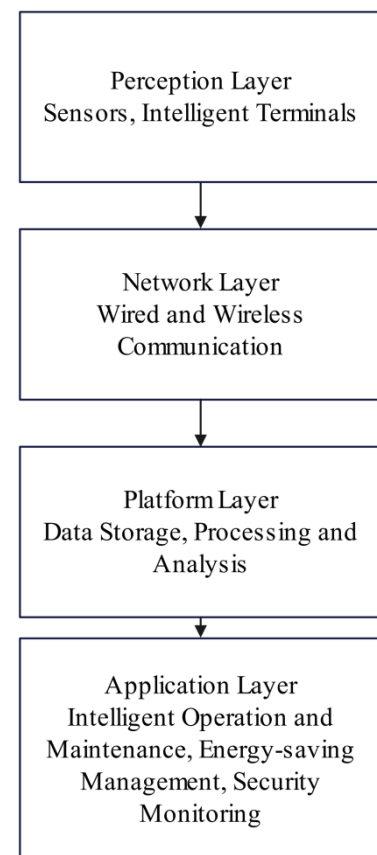 Perception Layer
Sensors, Intelligent Terminals
Network Layer
Wired and Wireless
Communication
Platform Layer
Data Storage, Processing and
Analysis
Application Layer
Intelligent Operation and
Maintenance, Energy-saving
Management, Security
Monitoring